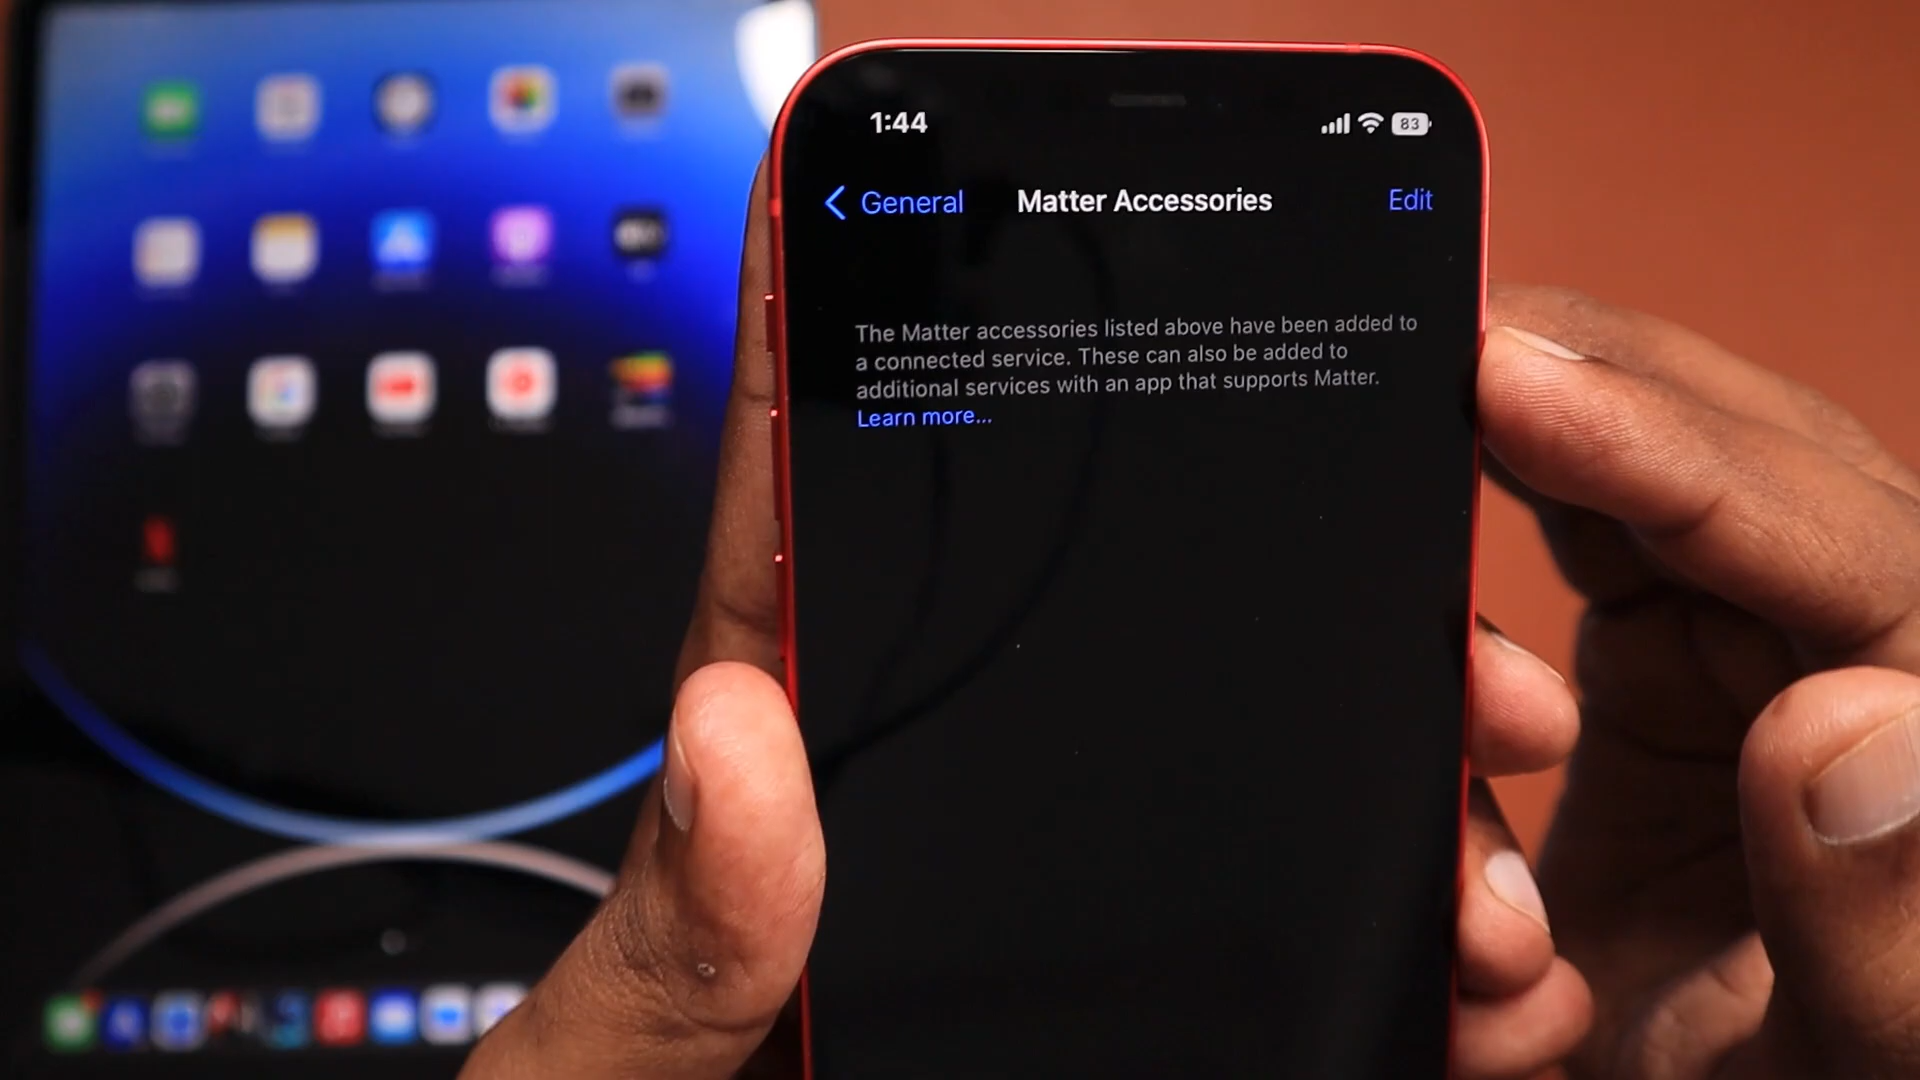 1:44
83
General
Matter Accessories
Edit
The Matter accessories listed above have been added to
a connected service. These can also be added to
additional services with an app that supports Matter.
Learn more...